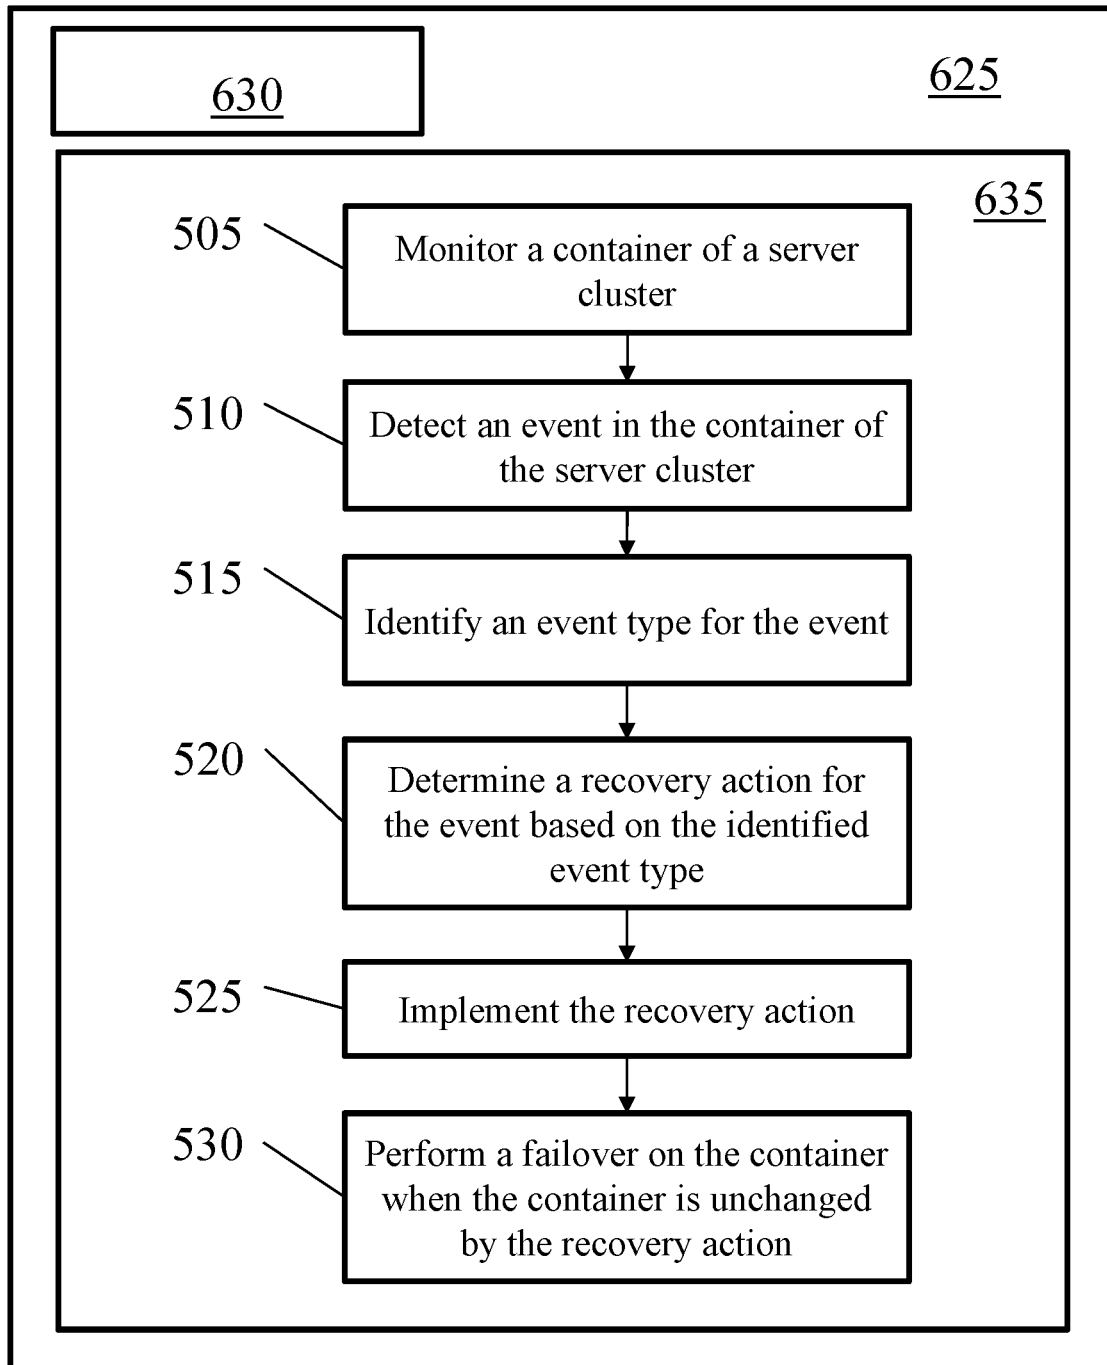 630
625
635
505
Monitor a container of a server
cluster
510
Detect an event in the container of
the server cluster
515
Identify an event type for the event
520
Determine a recovery action for
the event based on the identified
event type
525
Implement the recovery action
530
Perform a failover on the container
when the container is unchanged
by the recovery action